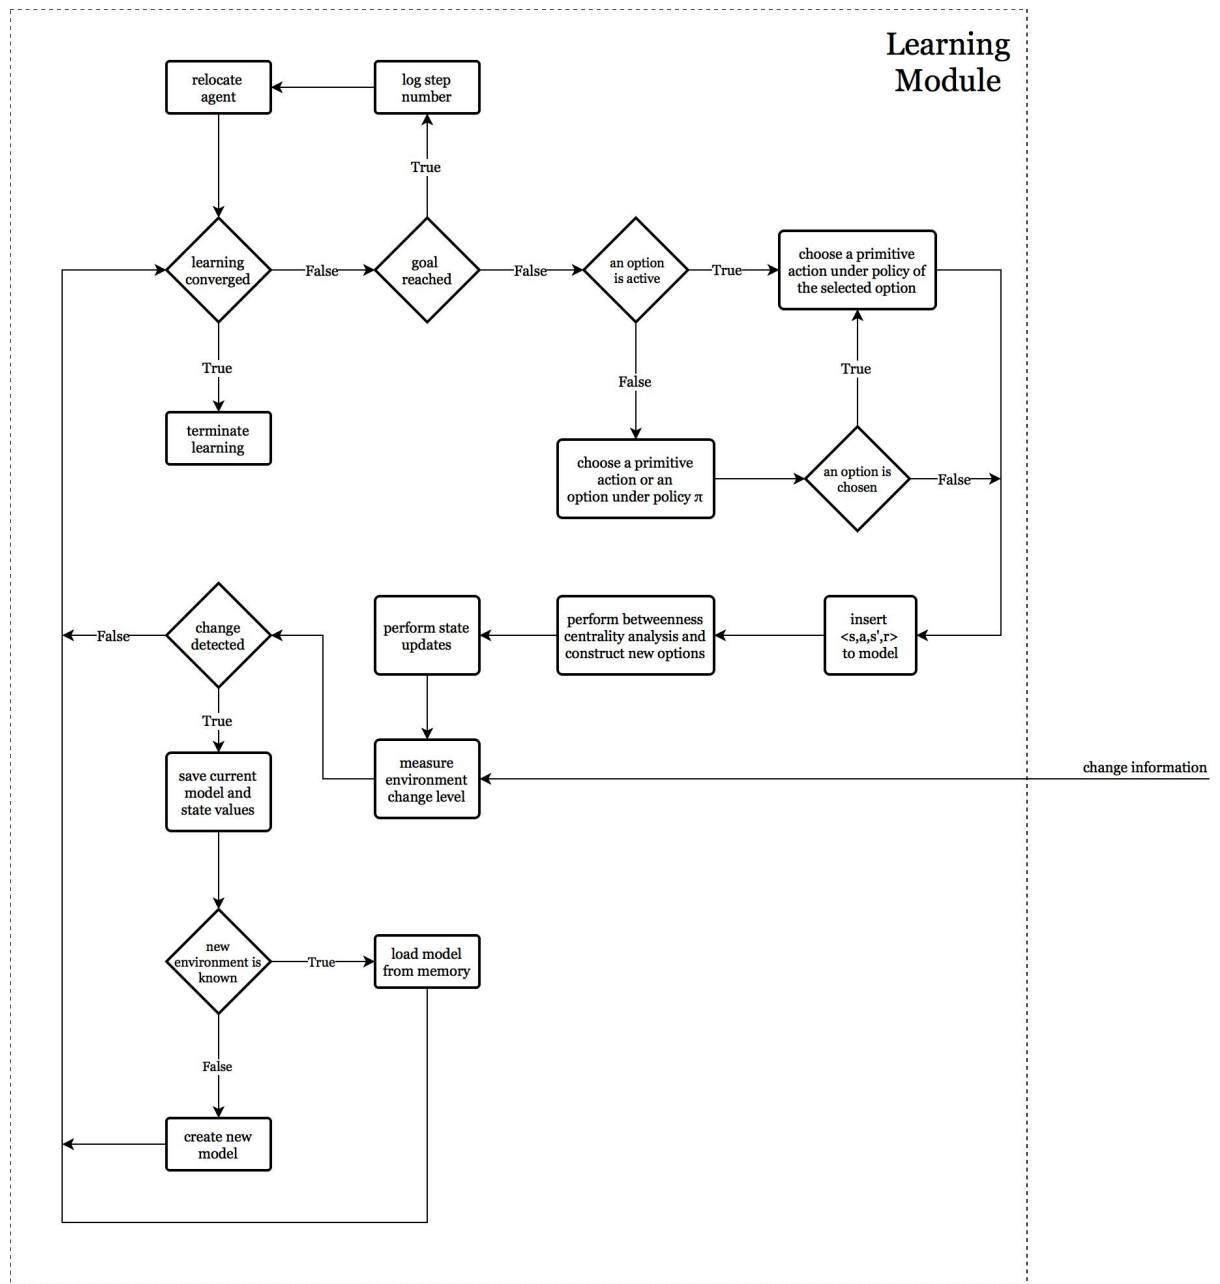 Learning
Module
relocate
agent
log step
number
True
learning
converged
False
goal
reached
False
an option
is active
True
choose a primitive
action under policy of
the selected option
True
False
True
terminate
learning
choose a primitive
action or an
option under policy π
an option is
chosen
False
False
change
detected
perform state
updates
perform betweenness
centrality analysis and
construct new options
insert
<s,a,s',r>
to model
True
save current
model and
state values
measure
environment
change level
change information
new
environment is
known
True
load model
from memory
False
create new
model